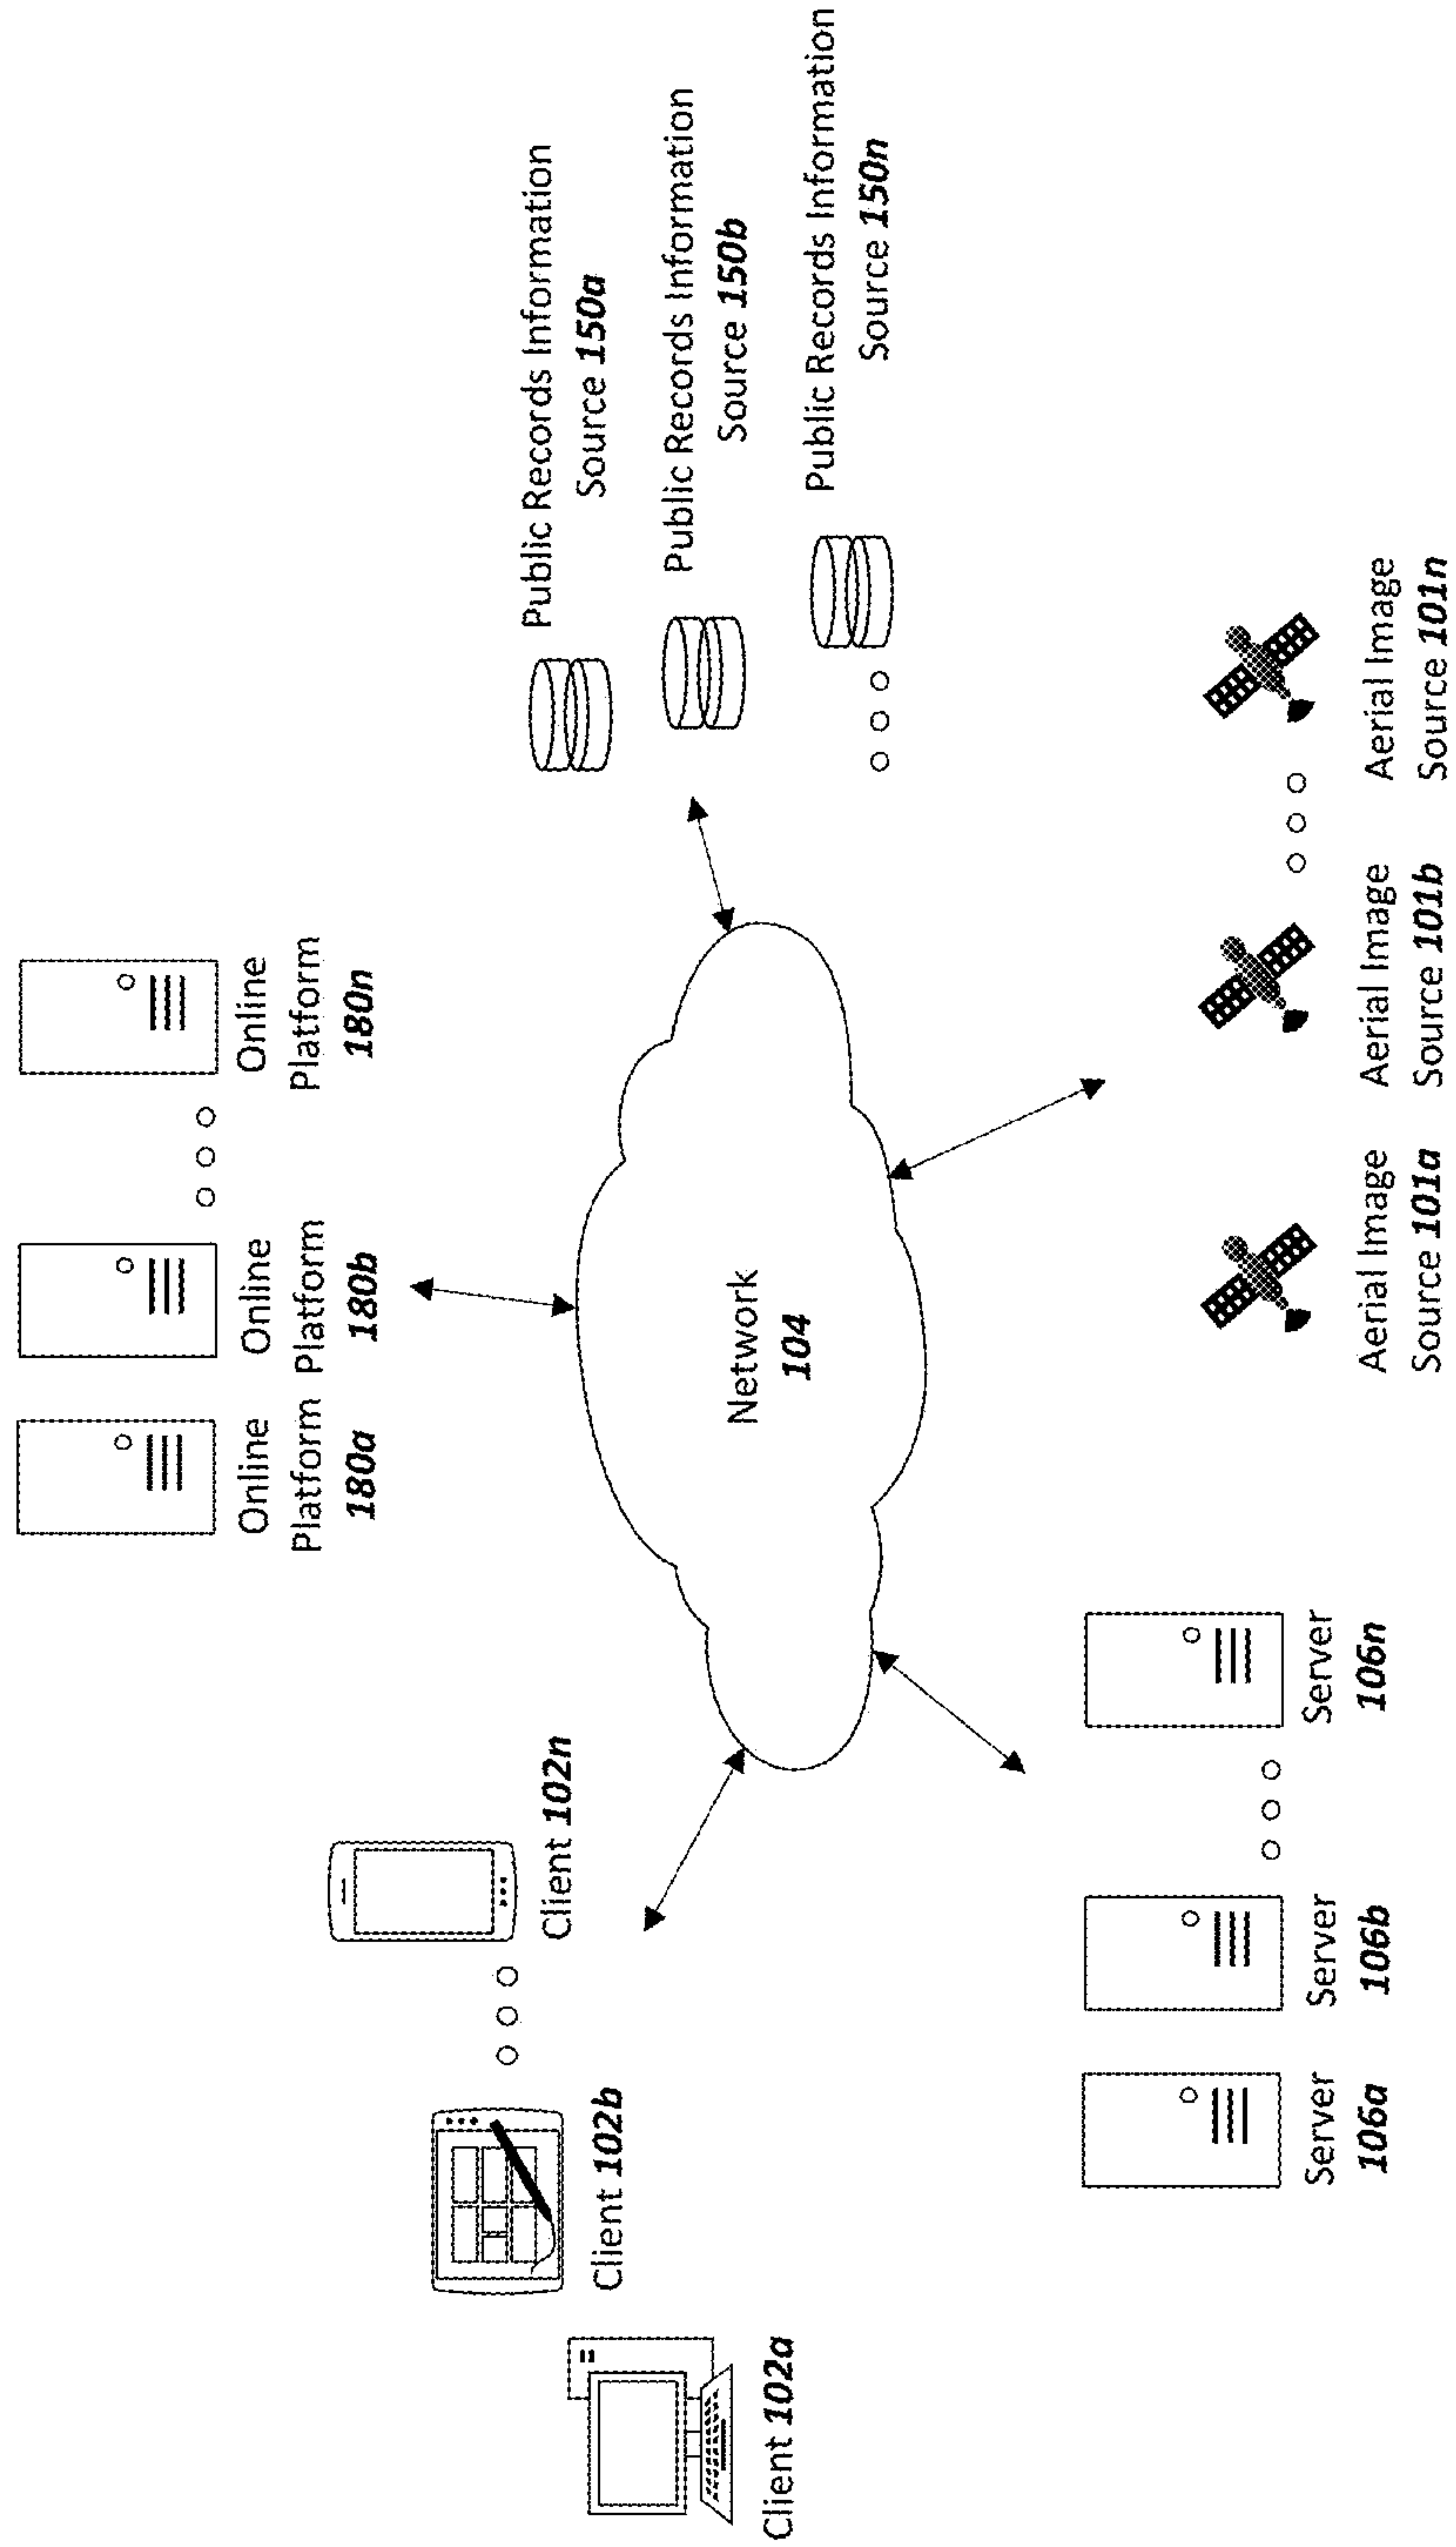 Online
Platform
180a
Online
Platform
180b
Online
Platform
180n
Client 102n
Client 102b
Client 102a
Public Records Information
Source 150a
Public Records Information
Source 150b
Public Records Information
Source 150n
Network
104
Server
106a
Server
106b
Server
106n
Aerial Image
Source 101a
Aerial Image
Source 101b
Aerial Image
Source 101n